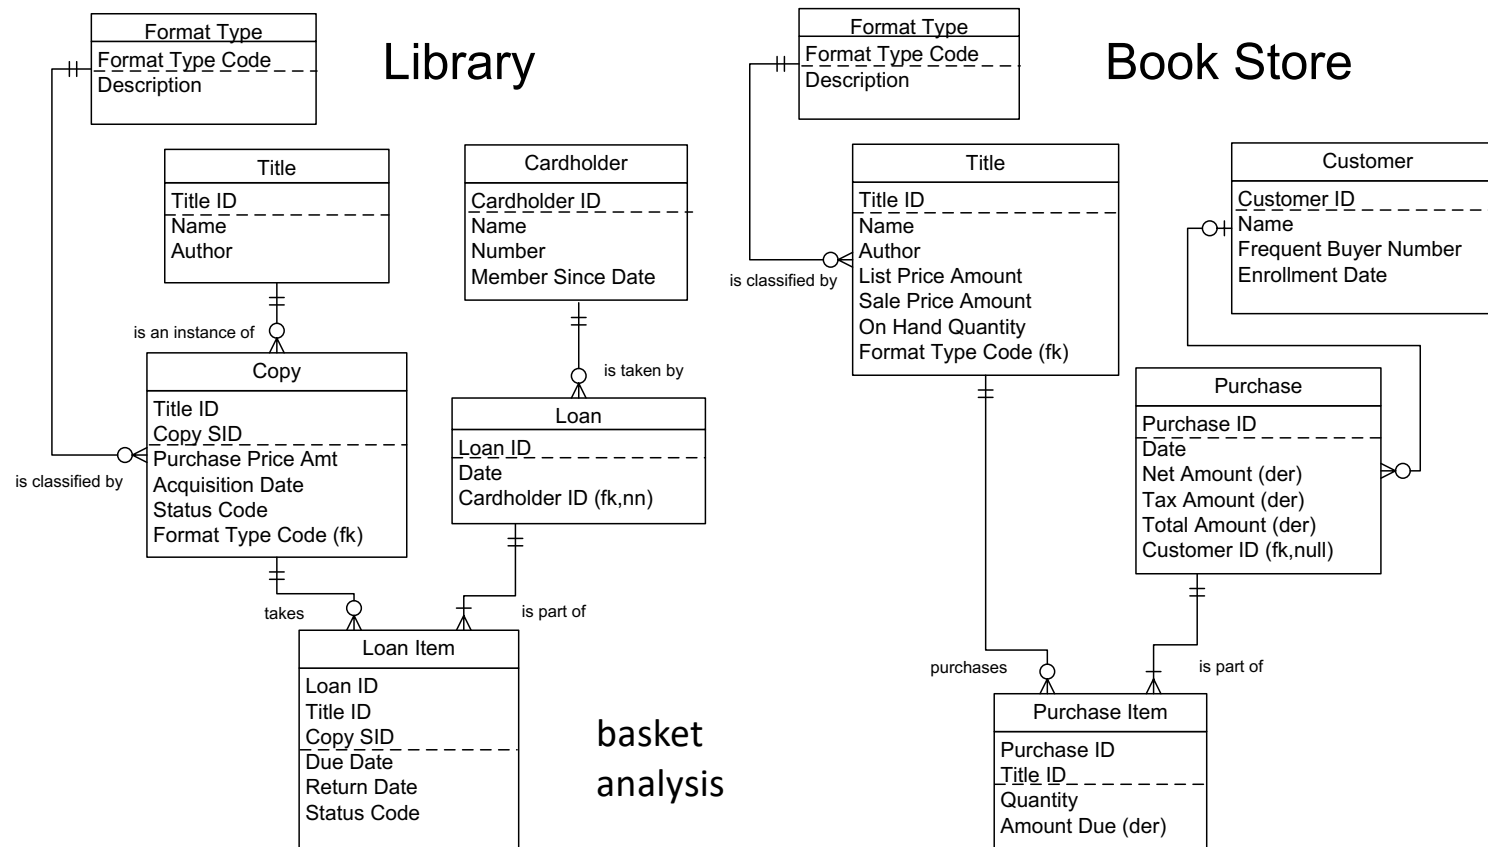 Library
Format Type
Format Type Code
Description
Title
Title ID
Name
Author
Cardholder
Cardholder ID
Name
Number
Member Since Date
is an instance of
is taken by
Copy
Title ID
Copy SID
Purchase Price Amt
Acquisition Date
Status Code
Format Type Code (fk)
is classified by
Loan
Loan ID
Date
Cardholder ID (fk,nn)
takes
is part of
Loan Item
Loan ID
Title ID
Copy SID
Due Date
Return Date
Status Code
basket
analysis
Book Store
Format Type
Format Type Code
Description
Title
Title ID
Name
Author
List Price Amount
Sale Price Amount
On Hand Quantity
Format Type Code (fk)
is classified by
Customer
Customer ID
Name
Frequent Buyer Number
Enrollment Date
Purchase
Purchase ID
Date
Net Amount (der)
Tax Amount (der)
Total Amount (der)
Customer ID (fk,null)
purchases
is part of
Purchase Item
Purchase ID
Title ID
Quantity
Amount Due (der)